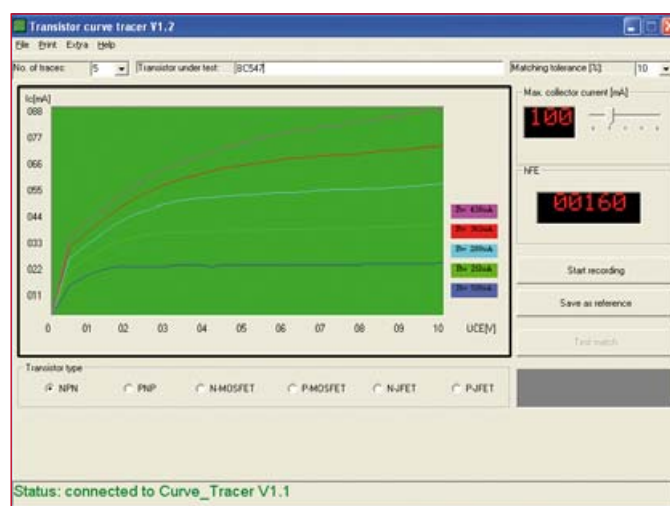 Transistor curve tracer V1.2
File Print Extra Help
No. of traces: 5 Transistor under test: BC547 Matching tolerance [%]: 10
Ic[mA]
088
077
066
055
044
033
022
011
0 01 02 03 04 05 06 07 08 09 10 UCE[V]
Max. collector current [mA]
100
hFE
00160
Start recording
Save as reference
Test match
Transistor type
NPN PNP N-MOSFET P-MOSFET N-JFET P-JFET
Status: connected to Curve_Tracer V1.1